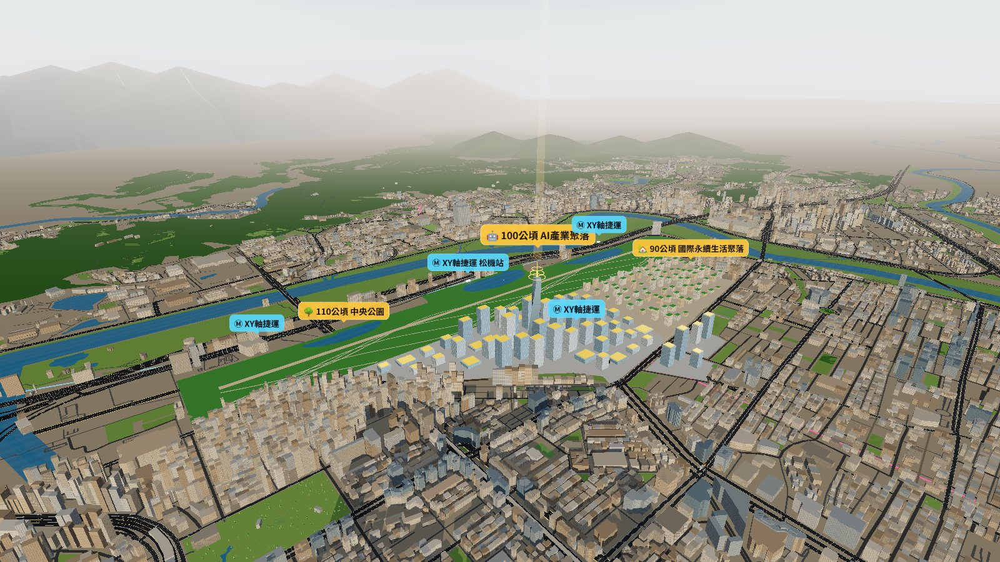 Ⓜ XY軸捷運
100公頃 AI產業聚落
90公頃 國際永續生活聚落
Ⓜ XY軸捷運 松機站
Ⓜ XY軸捷運
110公頃 中央公園
Ⓜ XY軸捷運